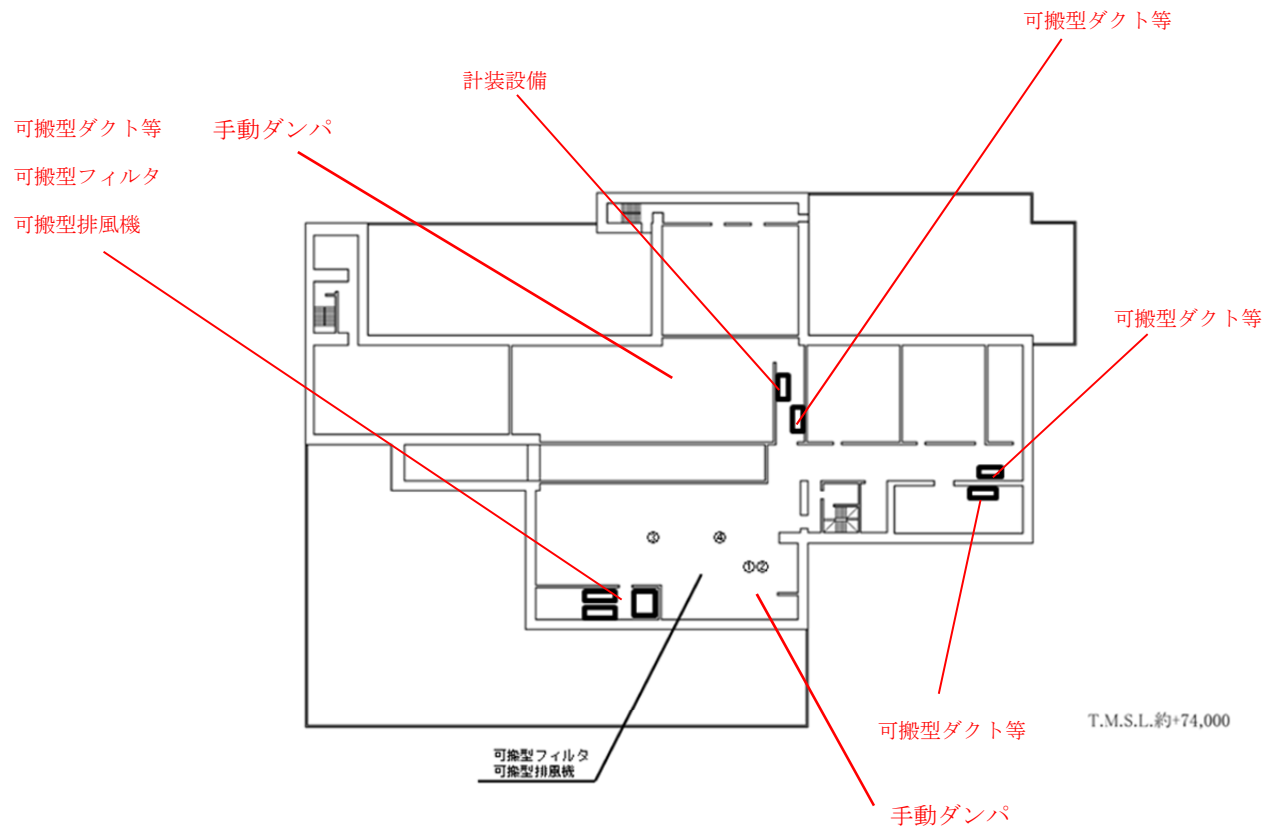 可搬型ダクト等
計装設備
可搬型ダクト等
手動ダンパ
可搬型フィルタ
可搬型排風機
可搬型ダクト等
③
④
①②
可搬型ダクト等
T.M.S.L.約+74,000
可搬型フィルタ
可搬型排風機
手動ダンパ